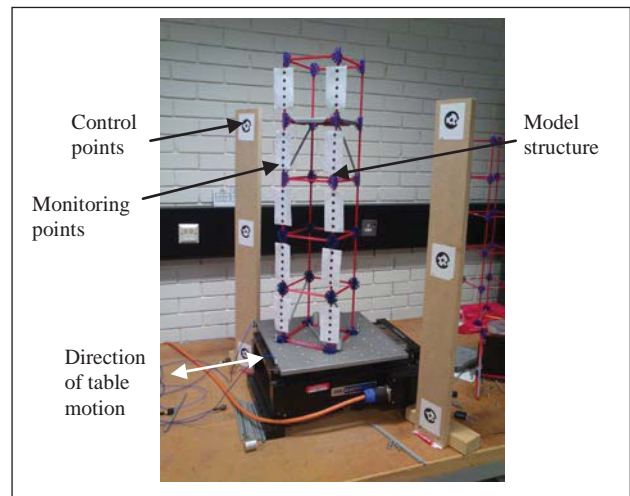 Control
points
Model
structure
Monitoring
points
Direction
of table
motion